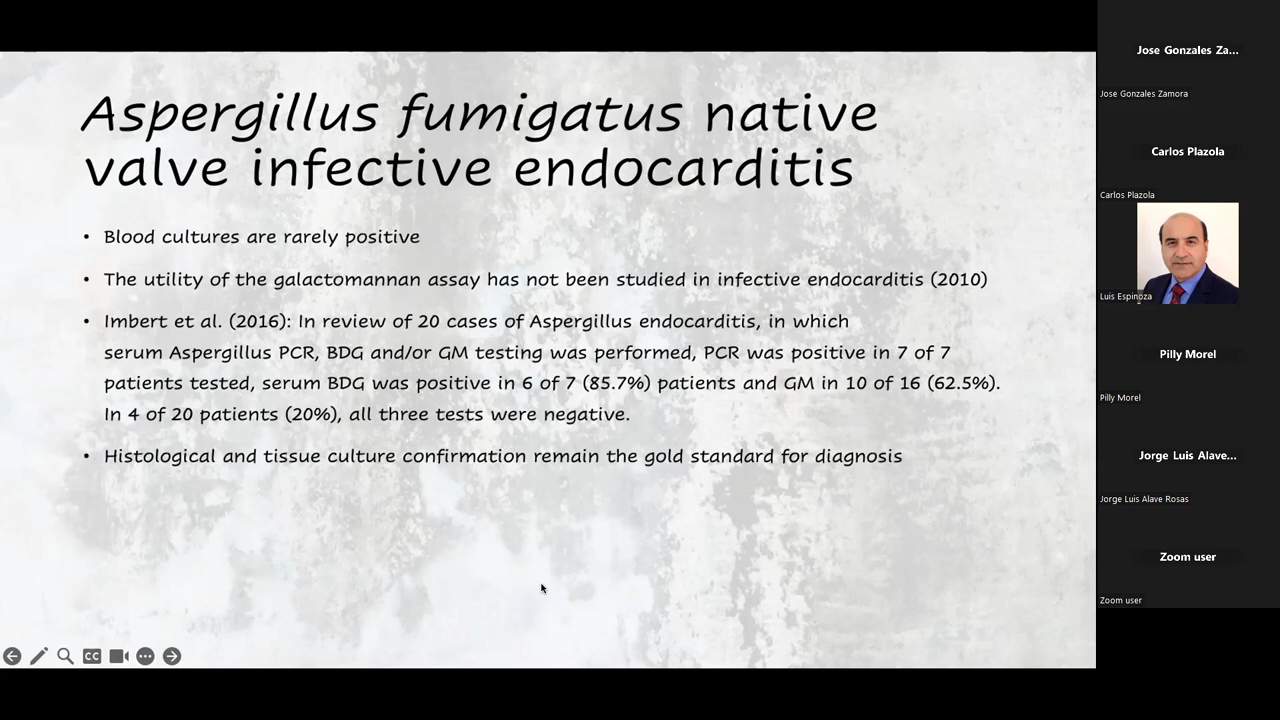 Aspergillus fumigatus native
valve infective endocarditis
• Blood cultures are rarely positive
• The utility of the galactomannan assay has not been studied in infective endocarditis (2010)
• Imbert et al. (2016): In review of 20 cases of Aspergillus endocarditis, in which
serum Aspergillus PCR, BDG and/or GM testing was performed, PCR was positive in 7 of 7
patients tested, serum BDG was positive in 6 of 7 (85.7%) patients and GM in 10 of 16 (62.5%).
In 4 of 20 patients (20%), all three tests were negative.
• Histological and tissue culture confirmation remain the gold standard for diagnosis
CC
Jose Gonzales Za...
Jose Gonzales Zamora
Carlos Plazola
Carlos Plazola
Luis Espinoza
Pilly Morel
Pilly Morel
Jorge Luis Alave...
Jorge Luis Alave Rosas
Zoom user
Zoom user